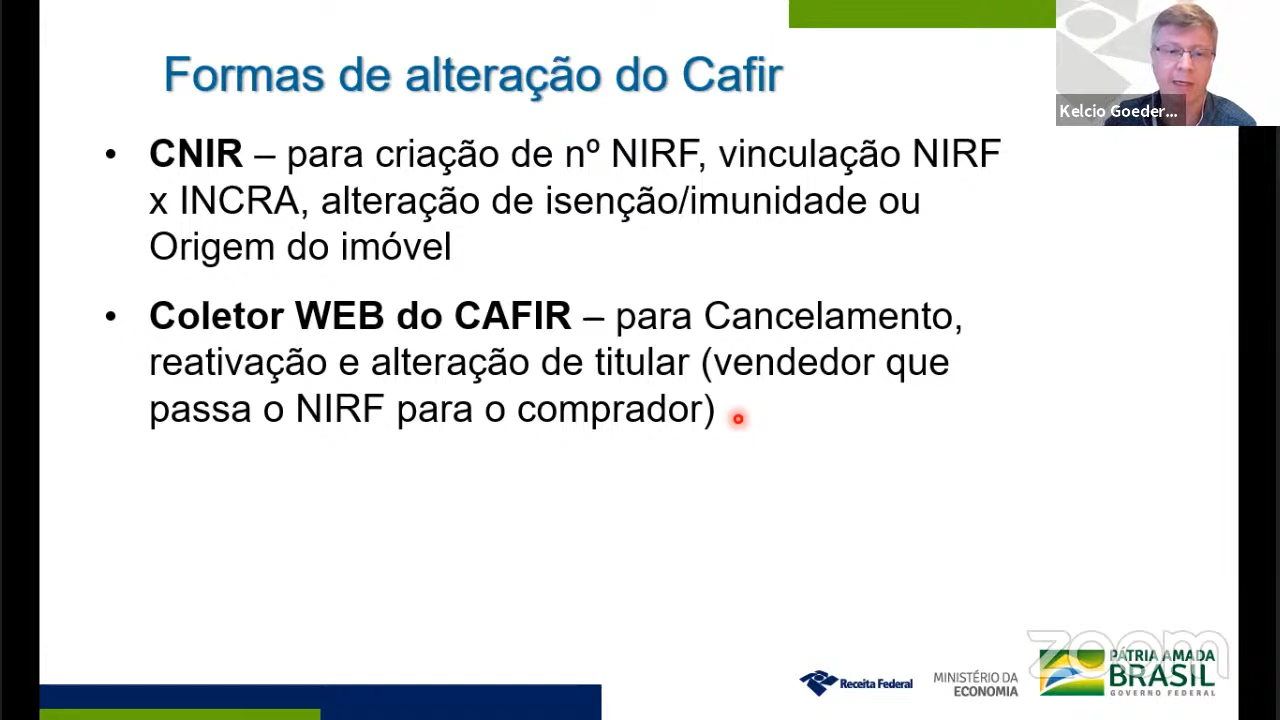 Formas de alteração do Cafir
Kelcio Goeder...
• CNIR – para criação de nº NIRF, vinculação NIRF
x INCRA, alteração de isenção/imunidade ou
Origem do imóvel
• Coletor WEB do CAFIR – para Cancelamento,
reativação e alteração de titular (vendedor que
passa o NIRF para o comprador)
zoom
Receita Federal
MINISTÉRIO DA
ECONOMIA
PÁTRIA AMADA
BRASIL
GOVERNO FEDERAL